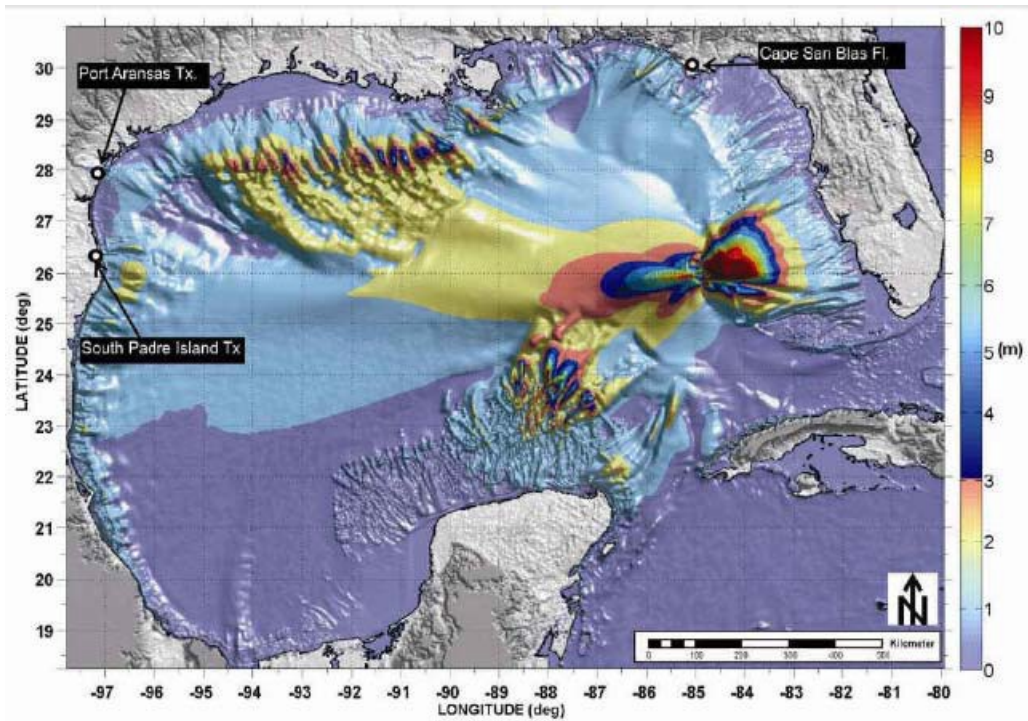 Port Aransas Tx.
Cape San Blas Fl.
South Padre Island Tx
LATITUDE (deg)
30
29
28
27
26
25
24
23
22
21
20
19
-97 -96 -95 -94 -93 -92 -91 -90 -89 -88 -87 -86 -85 -84 -83 -82 -81 -80
LONGITUDE (deg)
N
Kilometer
0 100 200 300 400 500
10
9
8
7
6
5 (m)
4
3
2
1
0